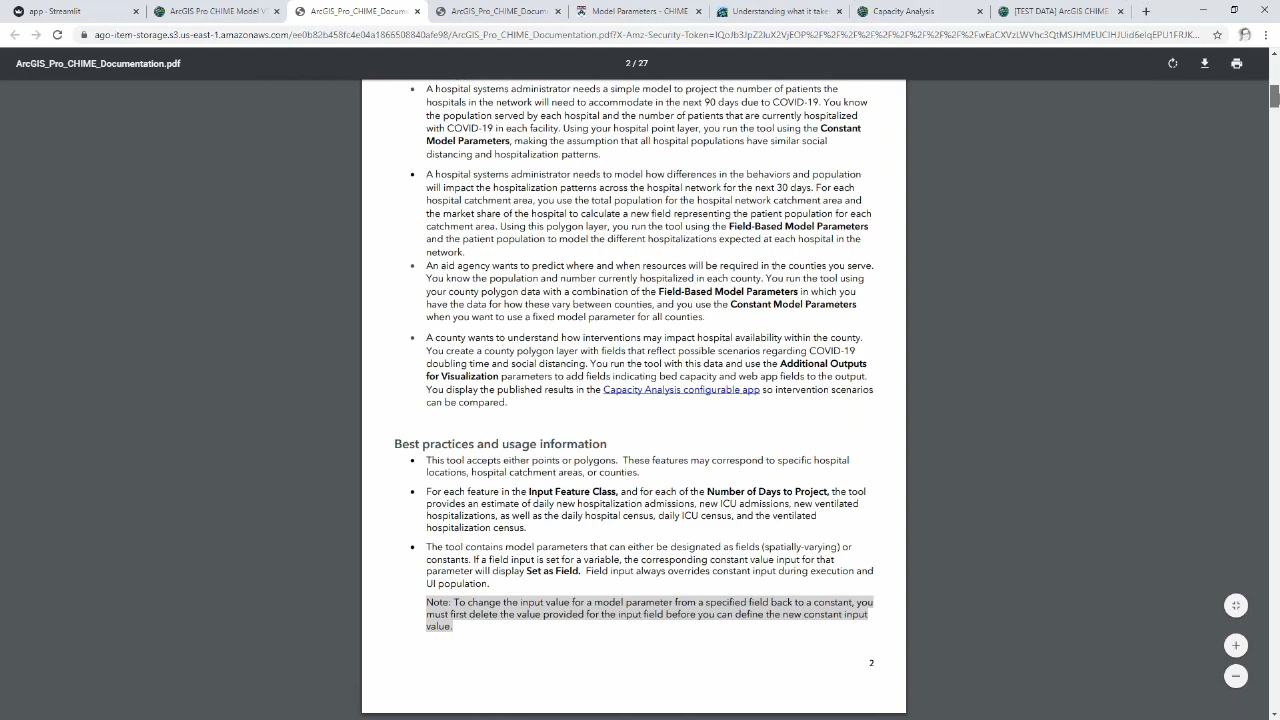 app - Streamlit
ArcGIS Pro CHIME Model V
ArcGIS_Pro_CHIME_Documen
ArcGIS_Pro_CHIME_Documen
Model Parameters - CHIME
Understanding what it take
Capacity Analysis
[TEST DATA] ArcGIS CHIME
ArcGIS_Pro_CHIME_Documentation.pdf
2 / 27
A hospital systems administrator needs a simple model to project the number of patients the
hospitals in the network will need to accommodate in the next 90 days due to COVID-19. You know
the population served by each hospital and the number of patients that are currently hospitalized
with COVID-19 in each facility. Using your hospital point layer, you run the tool using the Constant
Model Parameters, making the assumption that all hospital populations have similar social
distancing and hospitalization patterns.
A hospital systems administrator needs to model how differences in the behaviors and population
will impact the hospitalization patterns across the hospital network for the next 30 days. For each
hospital catchment area, you use the total population for the hospital network catchment area and
the market share of the hospital to calculate a new field representing the patient population for each
catchment area. Using this polygon layer, you run the tool using the Field-Based Model Parameters
and the patient population to model the different hospitalizations expected at each hospital in the
network.
An aid agency wants to predict where and when resources will be required in the counties you serve.
You know the population and number currently hospitalized in each county. You run the tool using
your county polygon data with a combination of the Field-Based Model Parameters in which you
have the data for how these vary between counties, and you use the Constant Model Parameters
when you want to use a fixed model parameter for all counties.
A county wants to understand how interventions may impact hospital availability within the county.
You create a county polygon layer with fields that reflect possible scenarios regarding COVID-19
doubling time and social distancing. You run the tool with this data and use the Additional Outputs
for Visualization parameters to add fields indicating bed capacity and web app fields to the output.
You display the published results in the Capacity Analysis configurable app so intervention scenarios
can be compared.
Best practices and usage information
This tool accepts either points or polygons. These features may correspond to specific hospital
locations, hospital catchment areas, or counties.
For each feature in the Input Feature Class, and for each of the Number of Days to Project, the tool
provides an estimate of daily new hospitalization admissions, new ICU admissions, new ventilated
hospitalizations, as well as the daily hospital census, daily ICU census, and the ventilated
hospitalization census.
The tool contains model parameters that can either be designated as fields (spatially-varying) or
constants. If a field input is set for a variable, the corresponding constant value input for that
parameter will display Set as Field. Field input always overrides constant input during execution and
UI population.
Note: To change the input value for a model parameter from a specified field back to a constant, you
must first delete the value provided for the input field before you can define the new constant input
value.
2